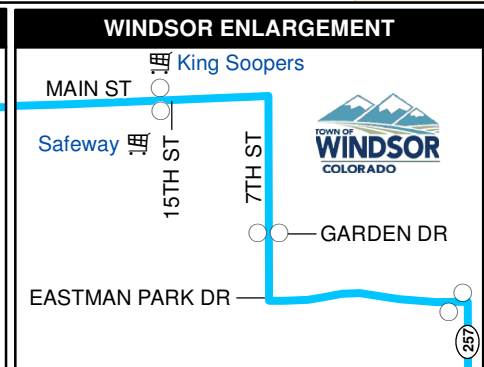 WINDSOR ENLARGEMENT
King Soopers
MAIN ST
Safeway
15TH ST
7TH ST
TOWN OF
WINDSOR
COLORADO
GARDEN DR
EASTMAN PARK DR
257